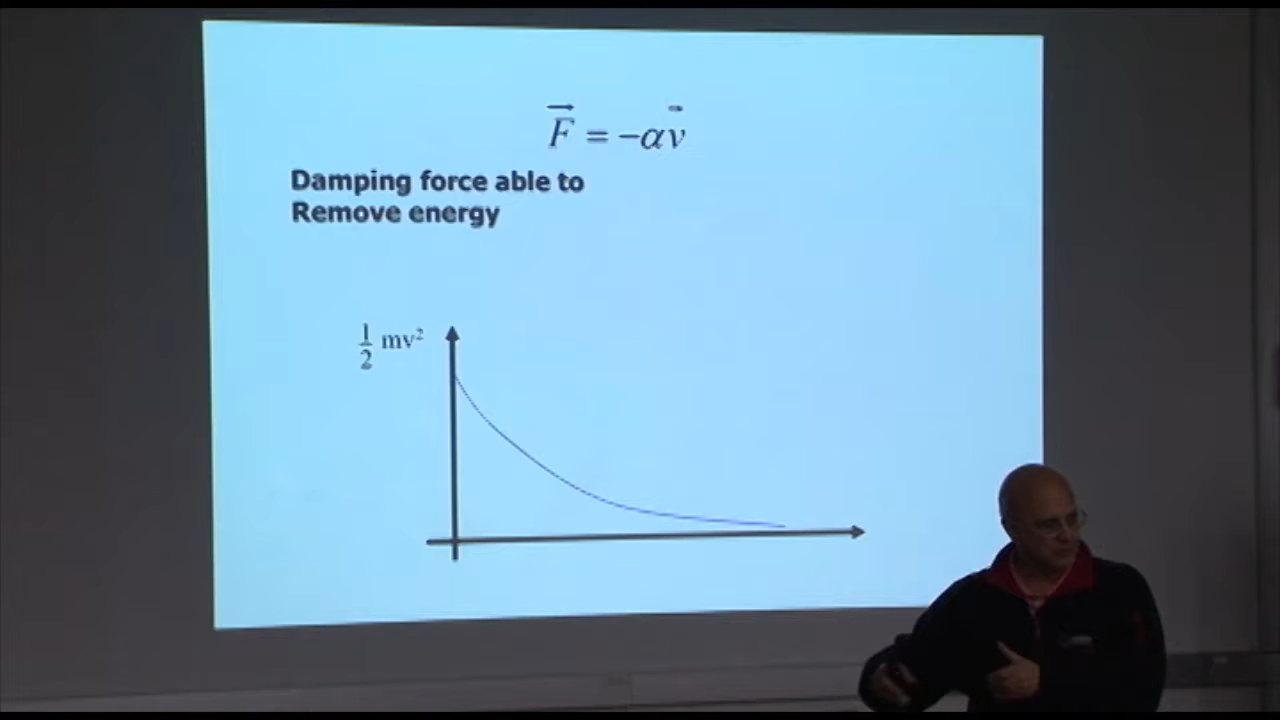 F⃗ = −αv⃗
Damping force able to
Remove energy
½ mv²